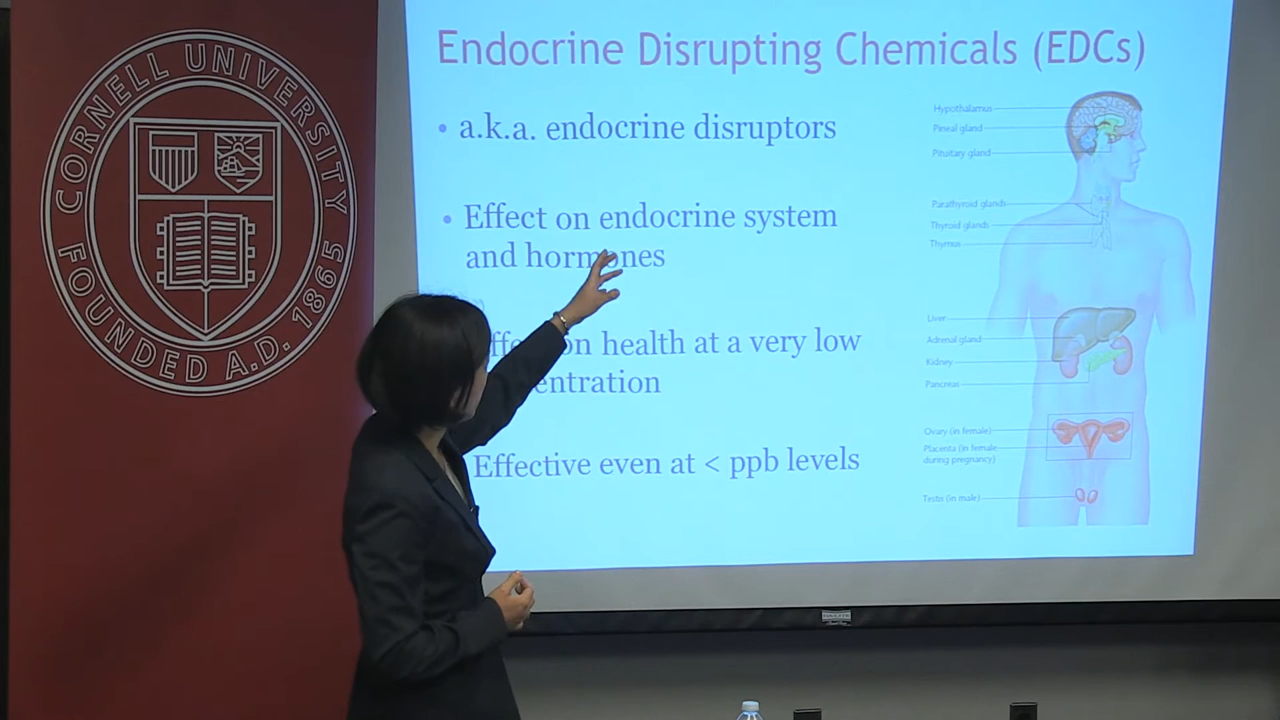 CORNELL UNIVERSITY
FOUNDED A.D. 1865
Endocrine Disrupting Chemicals (EDCs)
• a.k.a. endocrine disruptors
• Effect on endocrine system
and hormones
on health at a very low
entration
Effective even at < ppb levels
Hypothalamus
Pineal gland
Pituitary gland
Parathyroid glands
Thyroid glands
Thymus
Liver
Adrenal gland
Kidney
Pancreas
Ovary (in female)
Placenta (in female
during pregnancy)
Testis (in male)